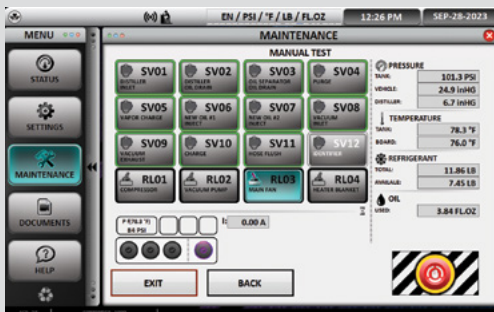 EN / PSI / °F / LB / FL.OZ
12:26 PM
SEP-28-2023
MENU
MAINTENANCE
MANUAL TEST
STATUS
SETTINGS
MAINTENANCE
DOCUMENTS
HELP
SV01
DISTILLER INLET
SV02
DISTILLER OIL DRAIN
SV03
OIL SEPARATOR OIL DRAIN
SV04
PURGE
SV05
VAPOR CHARGE
SV06
NEW OIL #1 INJECT
SV07
NEW OIL #2 INJECT
SV08
VACUUM INLET
SV09
VACUUM EXHAUST
SV10
CHARGE
SV11
HOSE FLUSH
SV12
IDENTIFIER
RL01
COMPRESSOR
RL02
VACUUM PUMP
RL03
MAIN FAN
RL04
HEATER BLANKET
84 PSI
I:
0.00 A
EXIT
BACK
PRESSURE
TANK:
101.3 PSI
VEHICLE:
24.9 inHG
DISTILLER:
6.7 inHG
TEMPERATURE
TANK:
78.3 °F
BOARD:
76.0 °F
REFRIGERANT
TOTAL:
11.86 LB
AVAILALE:
7.45 LB
OIL
USED:
3.84 FL.OZ